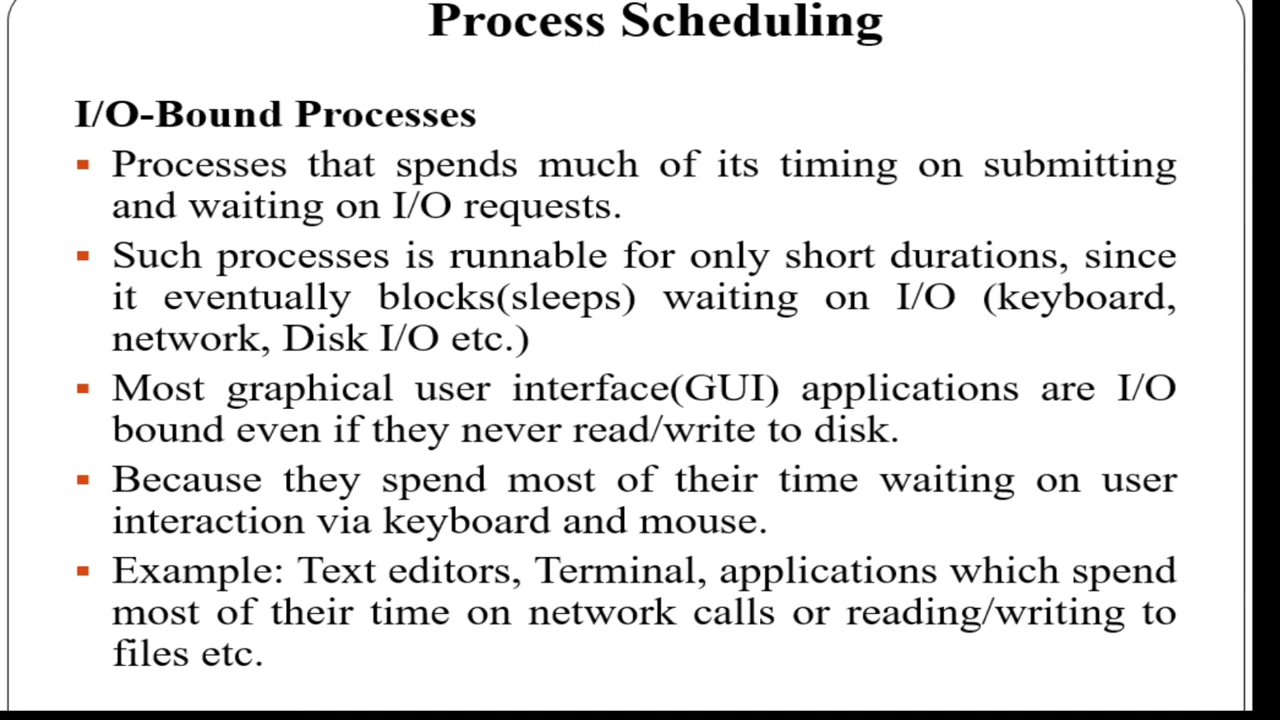 Process Scheduling
I/O-Bound Processes
▪ Processes that spends much of its timing on submitting
and waiting on I/O requests.
▪ Such processes is runnable for only short durations, since
it eventually blocks(sleeps) waiting on I/O (keyboard,
network, Disk I/O etc.)
▪ Most graphical user interface(GUI) applications are I/O
bound even if they never read/write to disk.
▪ Because they spend most of their time waiting on user
interaction via keyboard and mouse.
▪ Example: Text editors, Terminal, applications which spend
most of their time on network calls or reading/writing to
files etc.